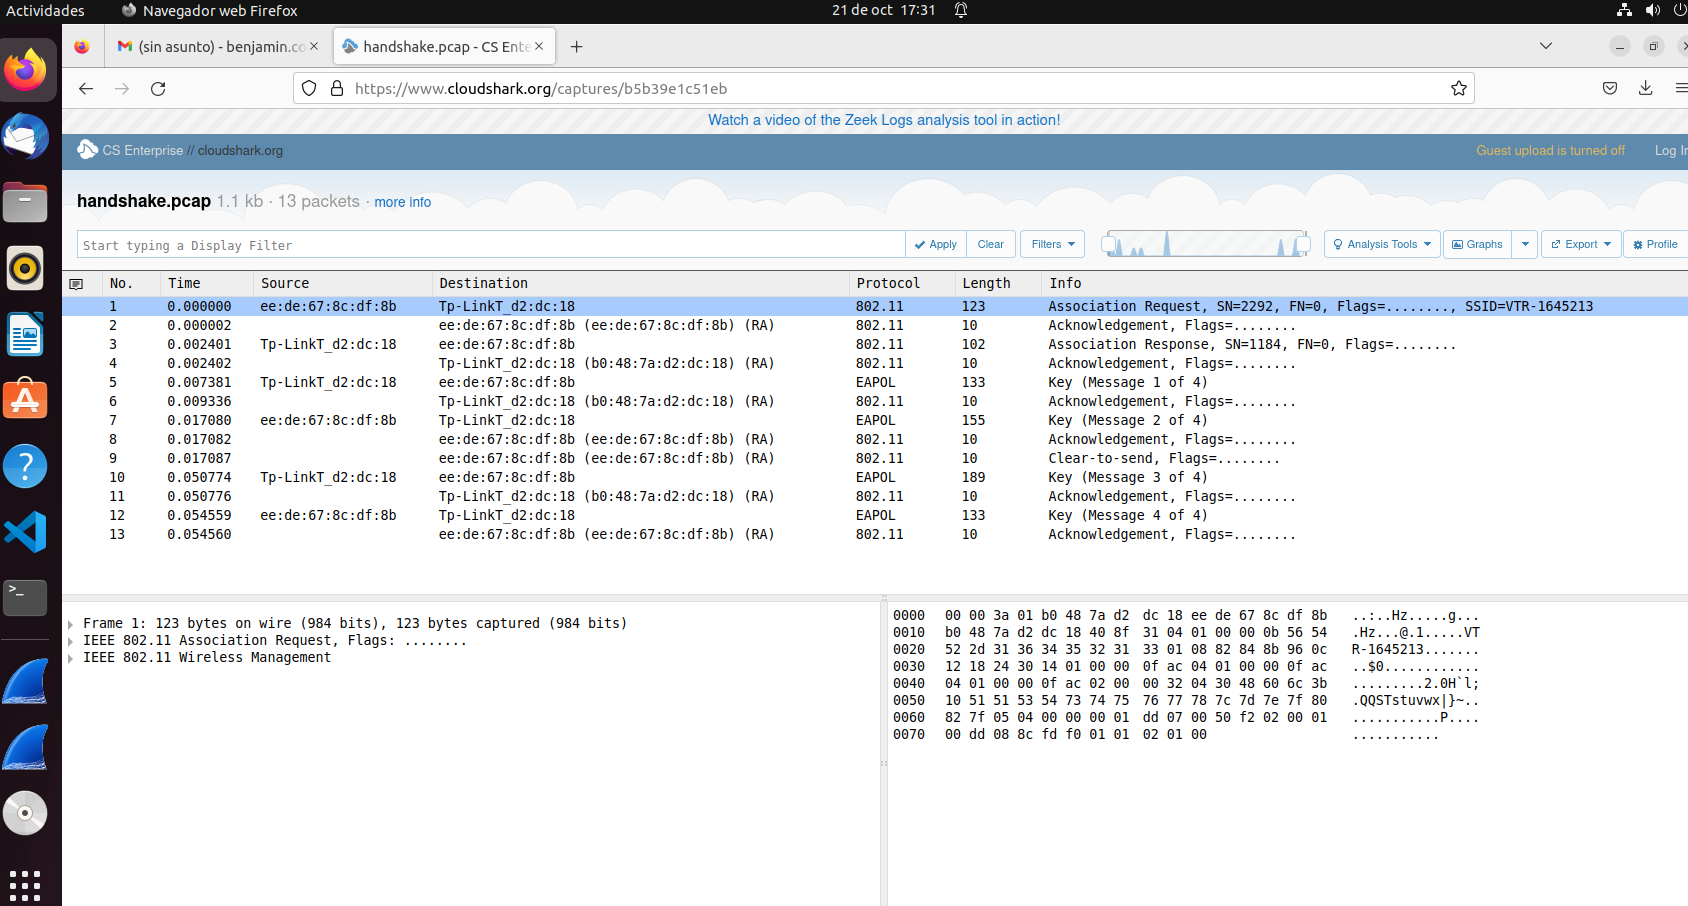 Actividades Navegador web Firefox 21 de oct 17:31
(sin asunto) - benjamin.co handshake.pcap - CS Ente
https://www.cloudshark.org/captures/b5b39e1c51eb
Watch a video of the Zeek Logs analysis tool in action!
CS Enterprise // cloudshark.org Guest upload is turned off Log In
handshake.pcap 1.1 kb · 13 packets · more info
Start typing a Display Filter Apply Clear Filters Analysis Tools Graphs Export Profile
No. Time Source Destination Protocol Length Info
1 0.000000 ee:de:67:8c:df:8b Tp-LinkT_d2:dc:18 802.11 123 Association Request, SN=2292, FN=0, Flags=........, SSID=VTR-1645213
2 0.000002 ee:de:67:8c:df:8b (ee:de:67:8c:df:8b) (RA) 802.11 10 Acknowledgement, Flags=........
3 0.002401 Tp-LinkT_d2:dc:18 ee:de:67:8c:df:8b 802.11 102 Association Response, SN=1184, FN=0, Flags=........
4 0.002402 Tp-LinkT_d2:dc:18 (b0:48:7a:d2:dc:18) (RA) 802.11 10 Acknowledgement, Flags=........
5 0.007381 Tp-LinkT_d2:dc:18 ee:de:67:8c:df:8b EAPOL 133 Key (Message 1 of 4)
6 0.009336 Tp-LinkT_d2:dc:18 (b0:48:7a:d2:dc:18) (RA) 802.11 10 Acknowledgement, Flags=........
7 0.017080 ee:de:67:8c:df:8b Tp-LinkT_d2:dc:18 EAPOL 155 Key (Message 2 of 4)
8 0.017082 ee:de:67:8c:df:8b (ee:de:67:8c:df:8b) (RA) 802.11 10 Acknowledgement, Flags=........
9 0.017087 ee:de:67:8c:df:8b (ee:de:67:8c:df:8b) (RA) 802.11 10 Clear-to-send, Flags=........
10 0.050774 Tp-LinkT_d2:dc:18 ee:de:67:8c:df:8b EAPOL 189 Key (Message 3 of 4)
11 0.050776 Tp-LinkT_d2:dc:18 (b0:48:7a:d2:dc:18) (RA) 802.11 10 Acknowledgement, Flags=........
12 0.054559 ee:de:67:8c:df:8b Tp-LinkT_d2:dc:18 EAPOL 133 Key (Message 4 of 4)
13 0.054560 ee:de:67:8c:df:8b (ee:de:67:8c:df:8b) (RA) 802.11 10 Acknowledgement, Flags=........
Frame 1: 123 bytes on wire (984 bits), 123 bytes captured (984 bits)
IEEE 802.11 Association Request, Flags: ........
IEEE 802.11 Wireless Management
0000 00 00 3a 01 b0 48 7a d2 dc 18 ee de 67 8c df 8b ..:..Hz.....g...
0010 b0 48 7a d2 dc 18 40 8f 31 04 01 00 00 0b 56 54 .Hz...@.1.....VT
0020 52 2d 31 36 34 35 32 31 33 01 08 82 84 8b 96 0c R-1645213.......
0030 12 18 24 30 14 01 00 00 0f ac 04 01 00 00 0f ac ..$0............
0040 04 01 00 00 0f ac 02 00 00 32 04 30 48 60 6c 3b .........2.0H`l;
0050 10 51 51 53 54 73 74 75 76 77 78 7c 7d 7e 7f 80 .QQSTstuvwx|}~..
0060 82 7f 05 04 00 00 00 01 dd 07 00 50 f2 02 00 01 ...........P....
0070 00 dd 08 8c fd f0 01 01 02 01 00 ...........